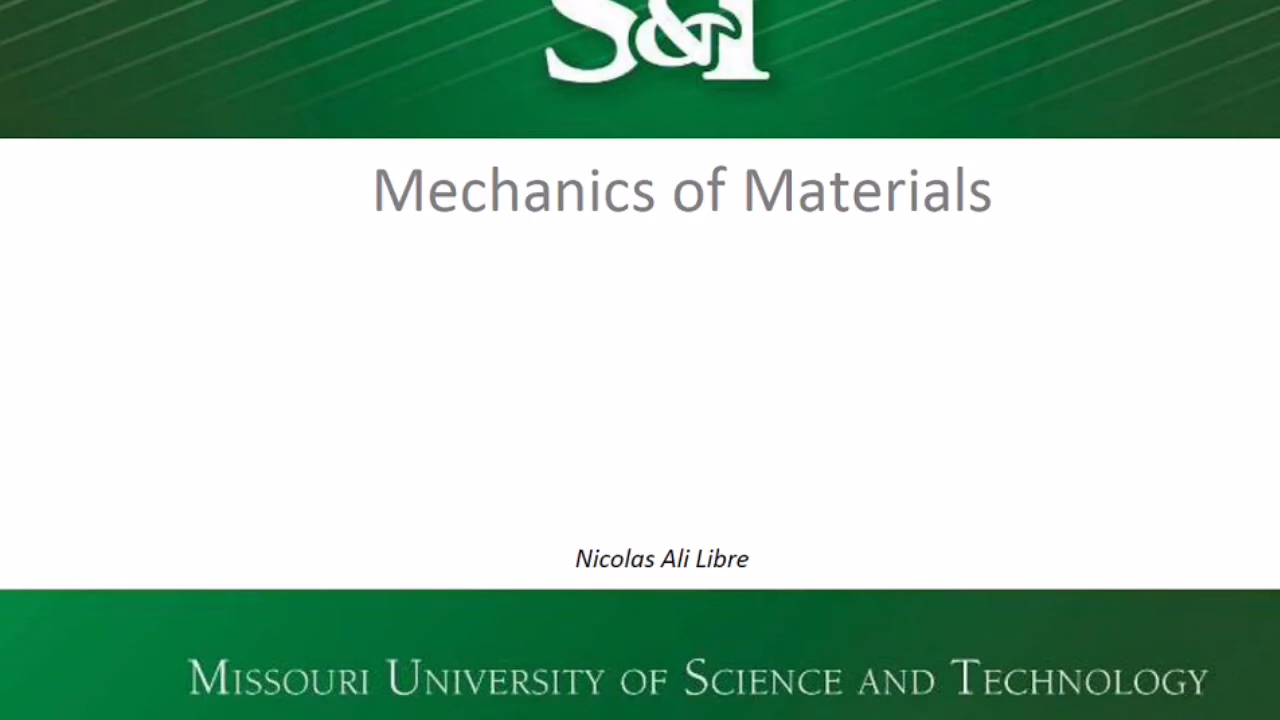 S&T
Mechanics of Materials
Nicolas Ali Libre
MISSOURI UNIVERSITY OF SCIENCE AND TECHNOLOGY